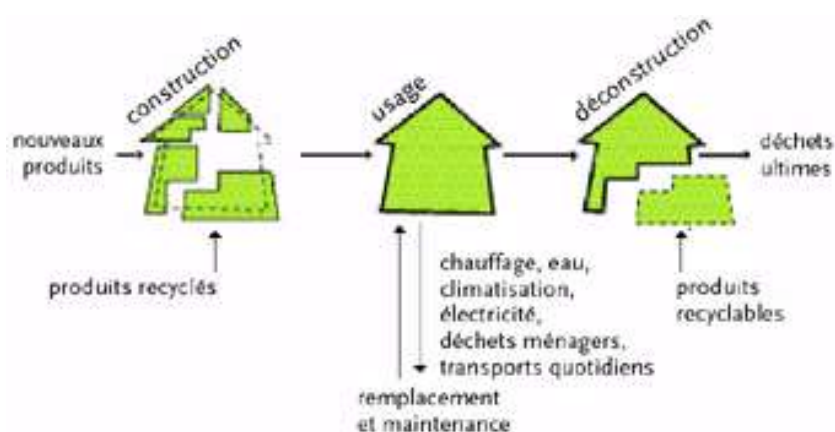 construction
usage
déconstruction
nouveaux
produits
déchets
ultimes
produits recyclés
chauffage, eau,
climatisation,
électricité,
déchets ménagers,
transports quotidiens
produits
recyclables
remplacement
et maintenance